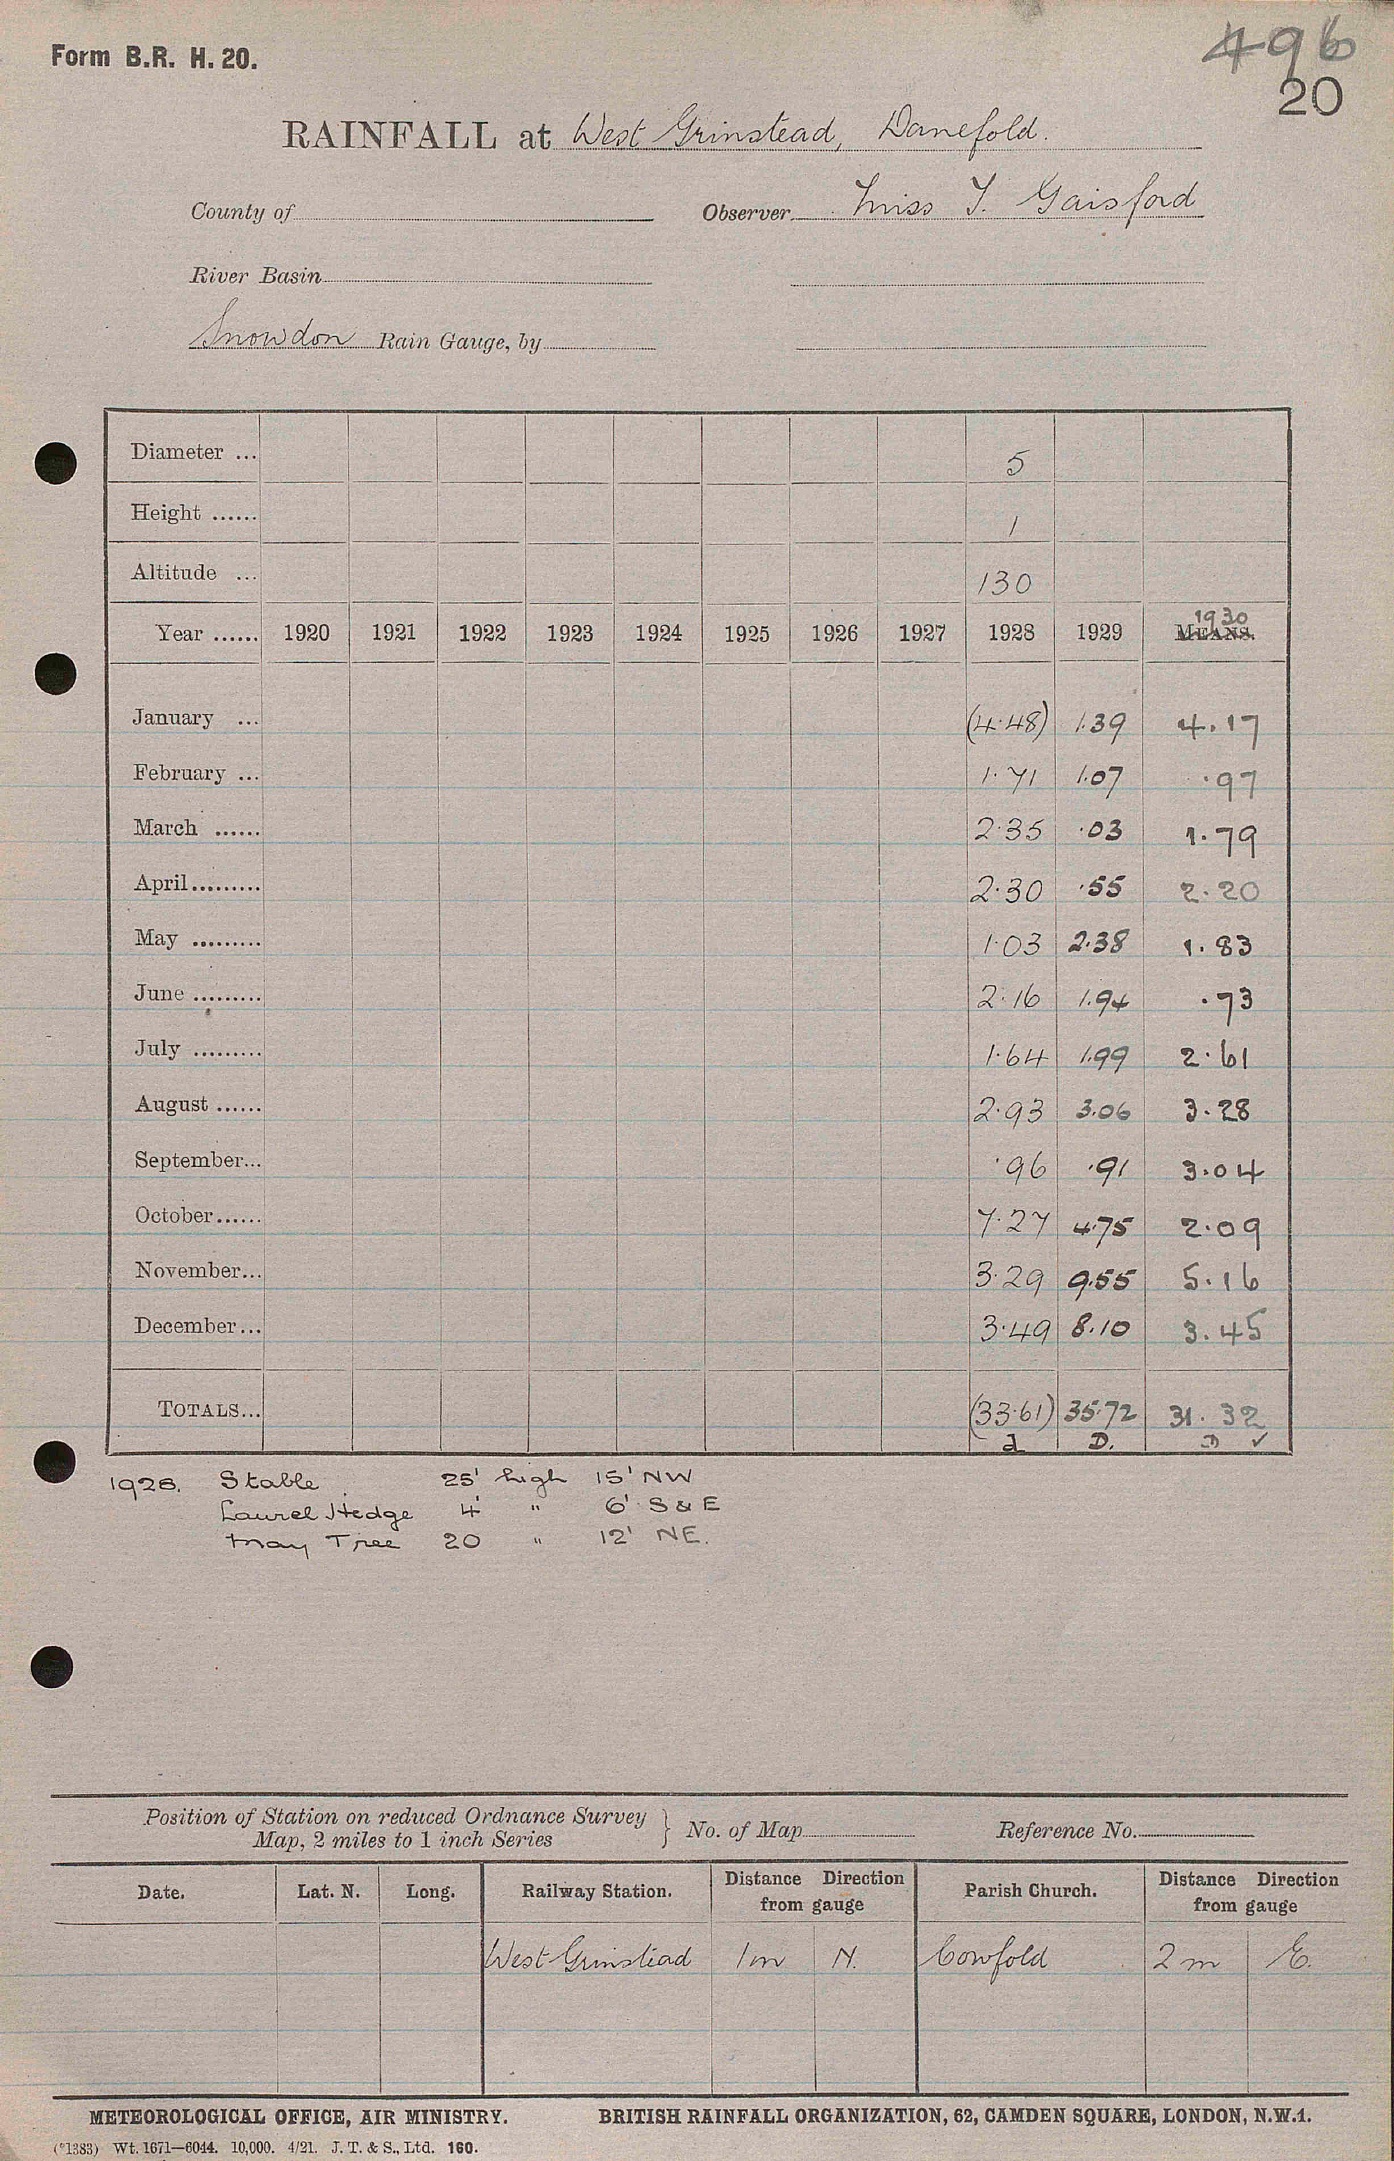 Form B.R. H. 20.
496
20
RAINFALL at West Grinstead, Danefold.
County of Observer Miss Y. Gaisford
River Basin
Snowdon Rain Gauge, by
Diameter ... 5
Height ...... 1
Altitude ... 130
1930
Year ...... 1920 1921 1922 1923 1924 1925 1926 1927 1928 1929 MEANS.
January ... (4.48) 1.39 4.17
February ... 1.71 1.07 .97
March ...... 2.35 .03 1.79
April......... 2.30 .55 2.20
May ......... 1.03 2.38 1.83
June ......... 2.16 1.94 .73
July ......... 1.64 1.99 2.61
August ...... 2.93 3.06 3.28
September... .96 .91 3.04
October...... 7.27 4.75 2.09
November... 3.29 9.55 5.16
December... 3.49 8.10 3.45
TOTALS... (33.61) 35.72 31.32
d D. D ✓
1928. Stable 25' high 15' NW
Laurel Hedge 4' " 6' S & E
May Tree 20 " 12' NE.
Position of Station on reduced Ordnance Survey
Map, 2 miles to 1 inch Series } No. of Map Reference No.
Date. Lat. N. Long. Railway Station. Distance Direction from gauge Parish Church. Distance Direction from gauge
West Grinstead 1m N. Cowfold 2 m E.
METEOROLOGICAL OFFICE, AIR MINISTRY. BRITISH RAINFALL ORGANIZATION, 62, CAMDEN SQUARE, LONDON, N.W.1.
(*1383) Wt. 1671—6044. 10,000. 4/21. J. T. & S., Ltd. 160.